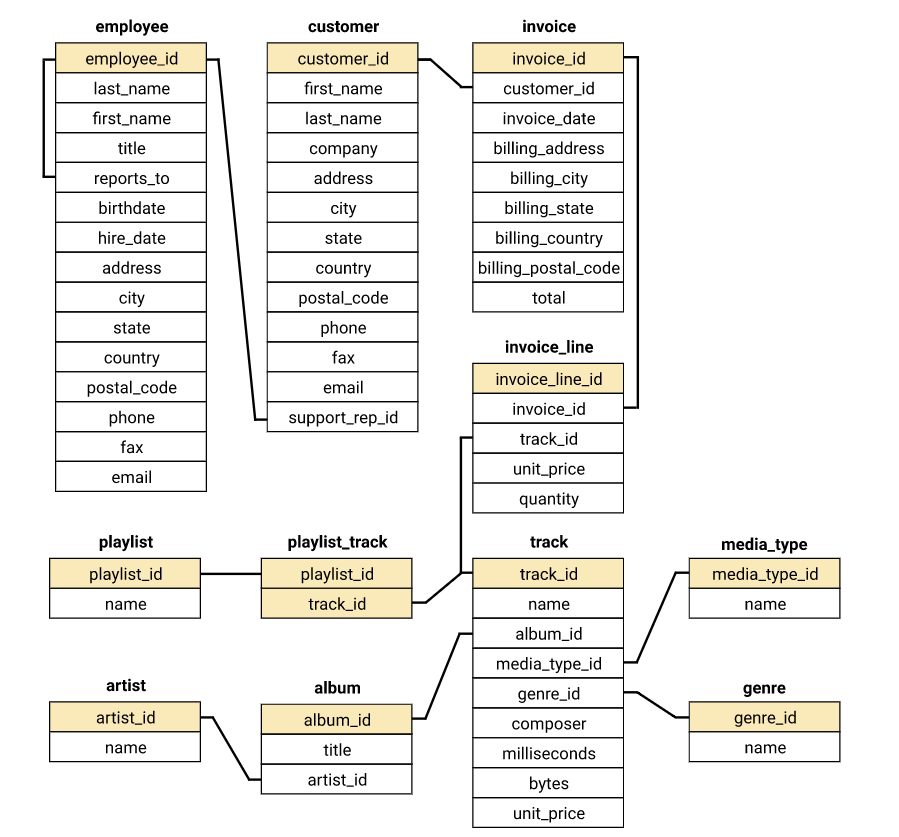 employee
employee_id
last_name
first_name
title
reports_to
birthdate
hire_date
address
city
state
country
postal_code
phone
fax
email
customer
customer_id
first_name
last_name
company
address
city
state
country
postal_code
phone
fax
email
support_rep_id
invoice
invoice_id
customer_id
invoice_date
billing_address
billing_city
billing_state
billing_country
billing_postal_code
total
invoice_line
invoice_line_id
invoice_id
track_id
unit_price
quantity
playlist
playlist_id
name
playlist_track
playlist_id
track_id
track
track_id
name
album_id
media_type_id
genre_id
composer
milliseconds
bytes
unit_price
media_type
media_type_id
name
artist
artist_id
name
album
album_id
title
artist_id
genre
genre_id
name